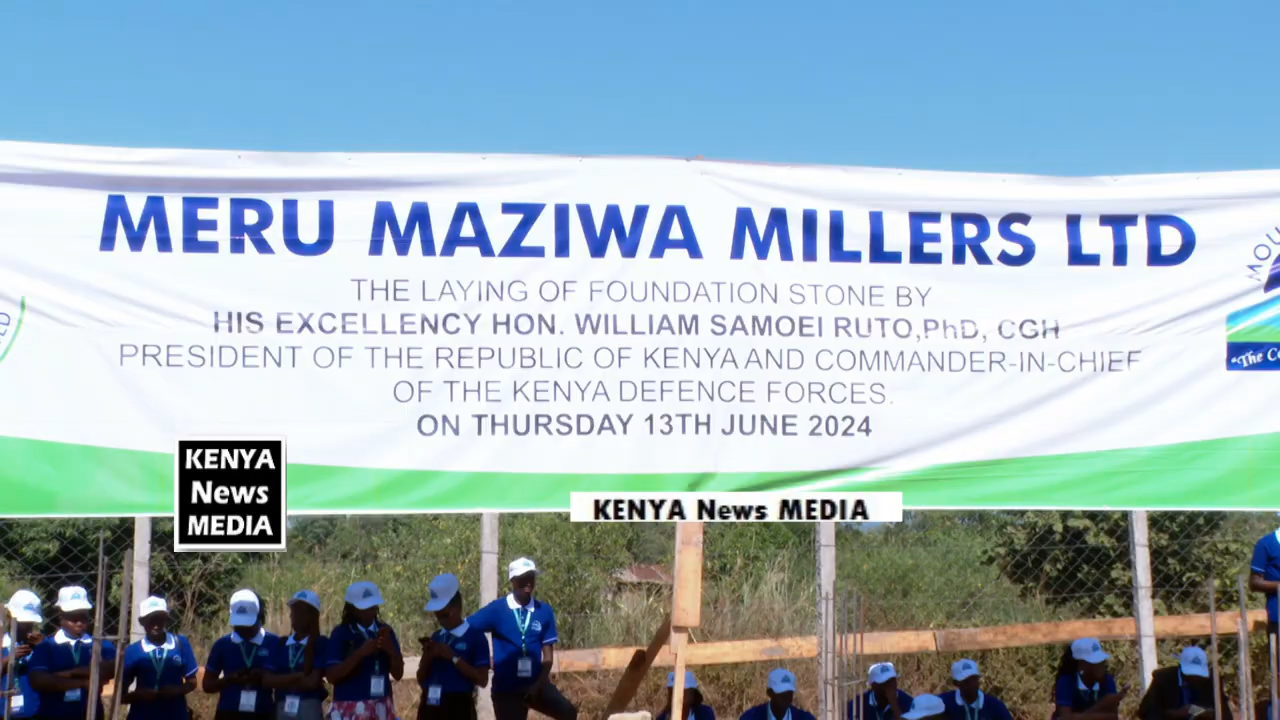 MERU MAZIWA MILLERS LTD
THE LAYING OF FOUNDATION STONE BY
HIS EXCELLENCY HON. WILLIAM SAMOEI RUTO,PhD, CGH
PRESIDENT OF THE REPUBLIC OF KENYA AND COMMANDER-IN-CHIEF
OF THE KENYA DEFENCE FORCES.
ON THURSDAY 13TH JUNE 2024
"The
KENYA
News
MEDIA
KENYA News MEDIA